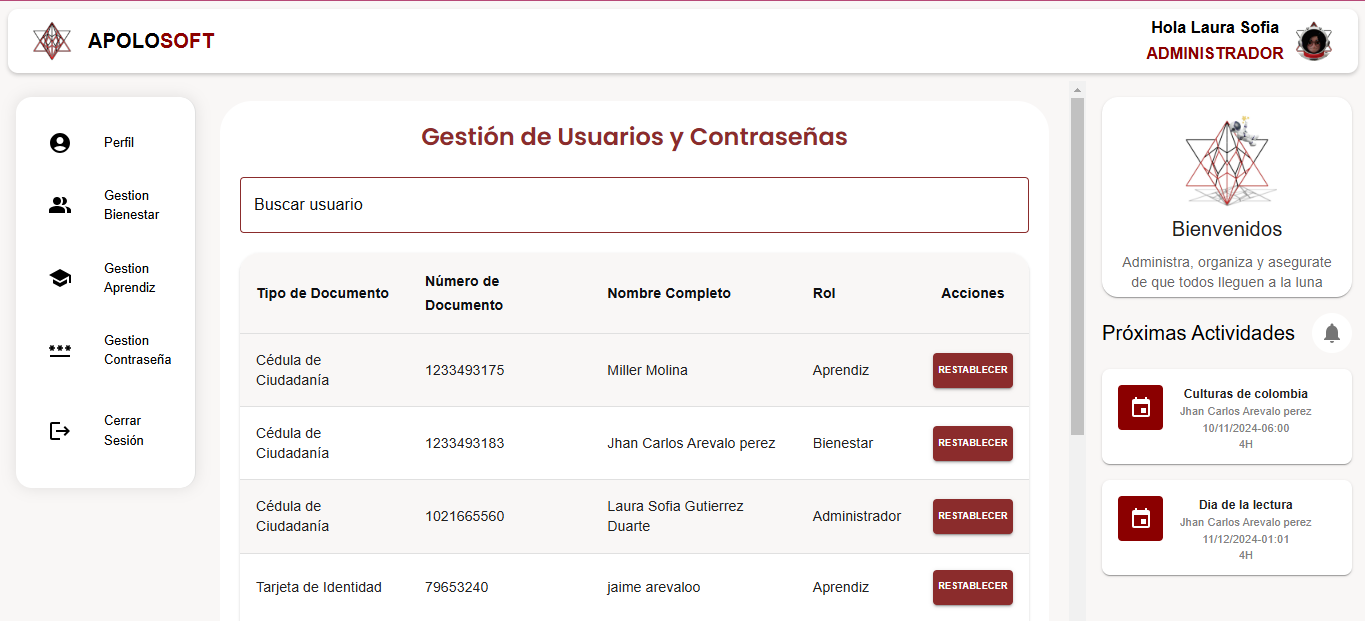 APOLOSOFT
Hola Laura Sofia
ADMINISTRADOR
Perfil
Gestion
Bienestar
Gestion
Aprendiz
Gestion
Contraseña
Cerrar
Sesión
Gestión de Usuarios y Contraseñas
Buscar usuario
Tipo de Documento Número de Documento Nombre Completo Rol Acciones
Cédula de Ciudadanía 1233493175 Miller Molina Aprendiz RESTABLECER
Cédula de Ciudadanía 1233493183 Jhan Carlos Arevalo perez Bienestar RESTABLECER
Cédula de Ciudadanía 1021665560 Laura Sofia Gutierrez Duarte Administrador RESTABLECER
Tarjeta de Identidad 79653240 jaime arevaloo Aprendiz RESTABLECER
Bienvenidos
Administra, organiza y asegurate
de que todos lleguen a la luna
Próximas Actividades
Culturas de colombia
Jhan Carlos Arevalo perez
10/11/2024-06:00
4H
Dia de la lectura
Jhan Carlos Arevalo perez
11/12/2024-01:01
4H